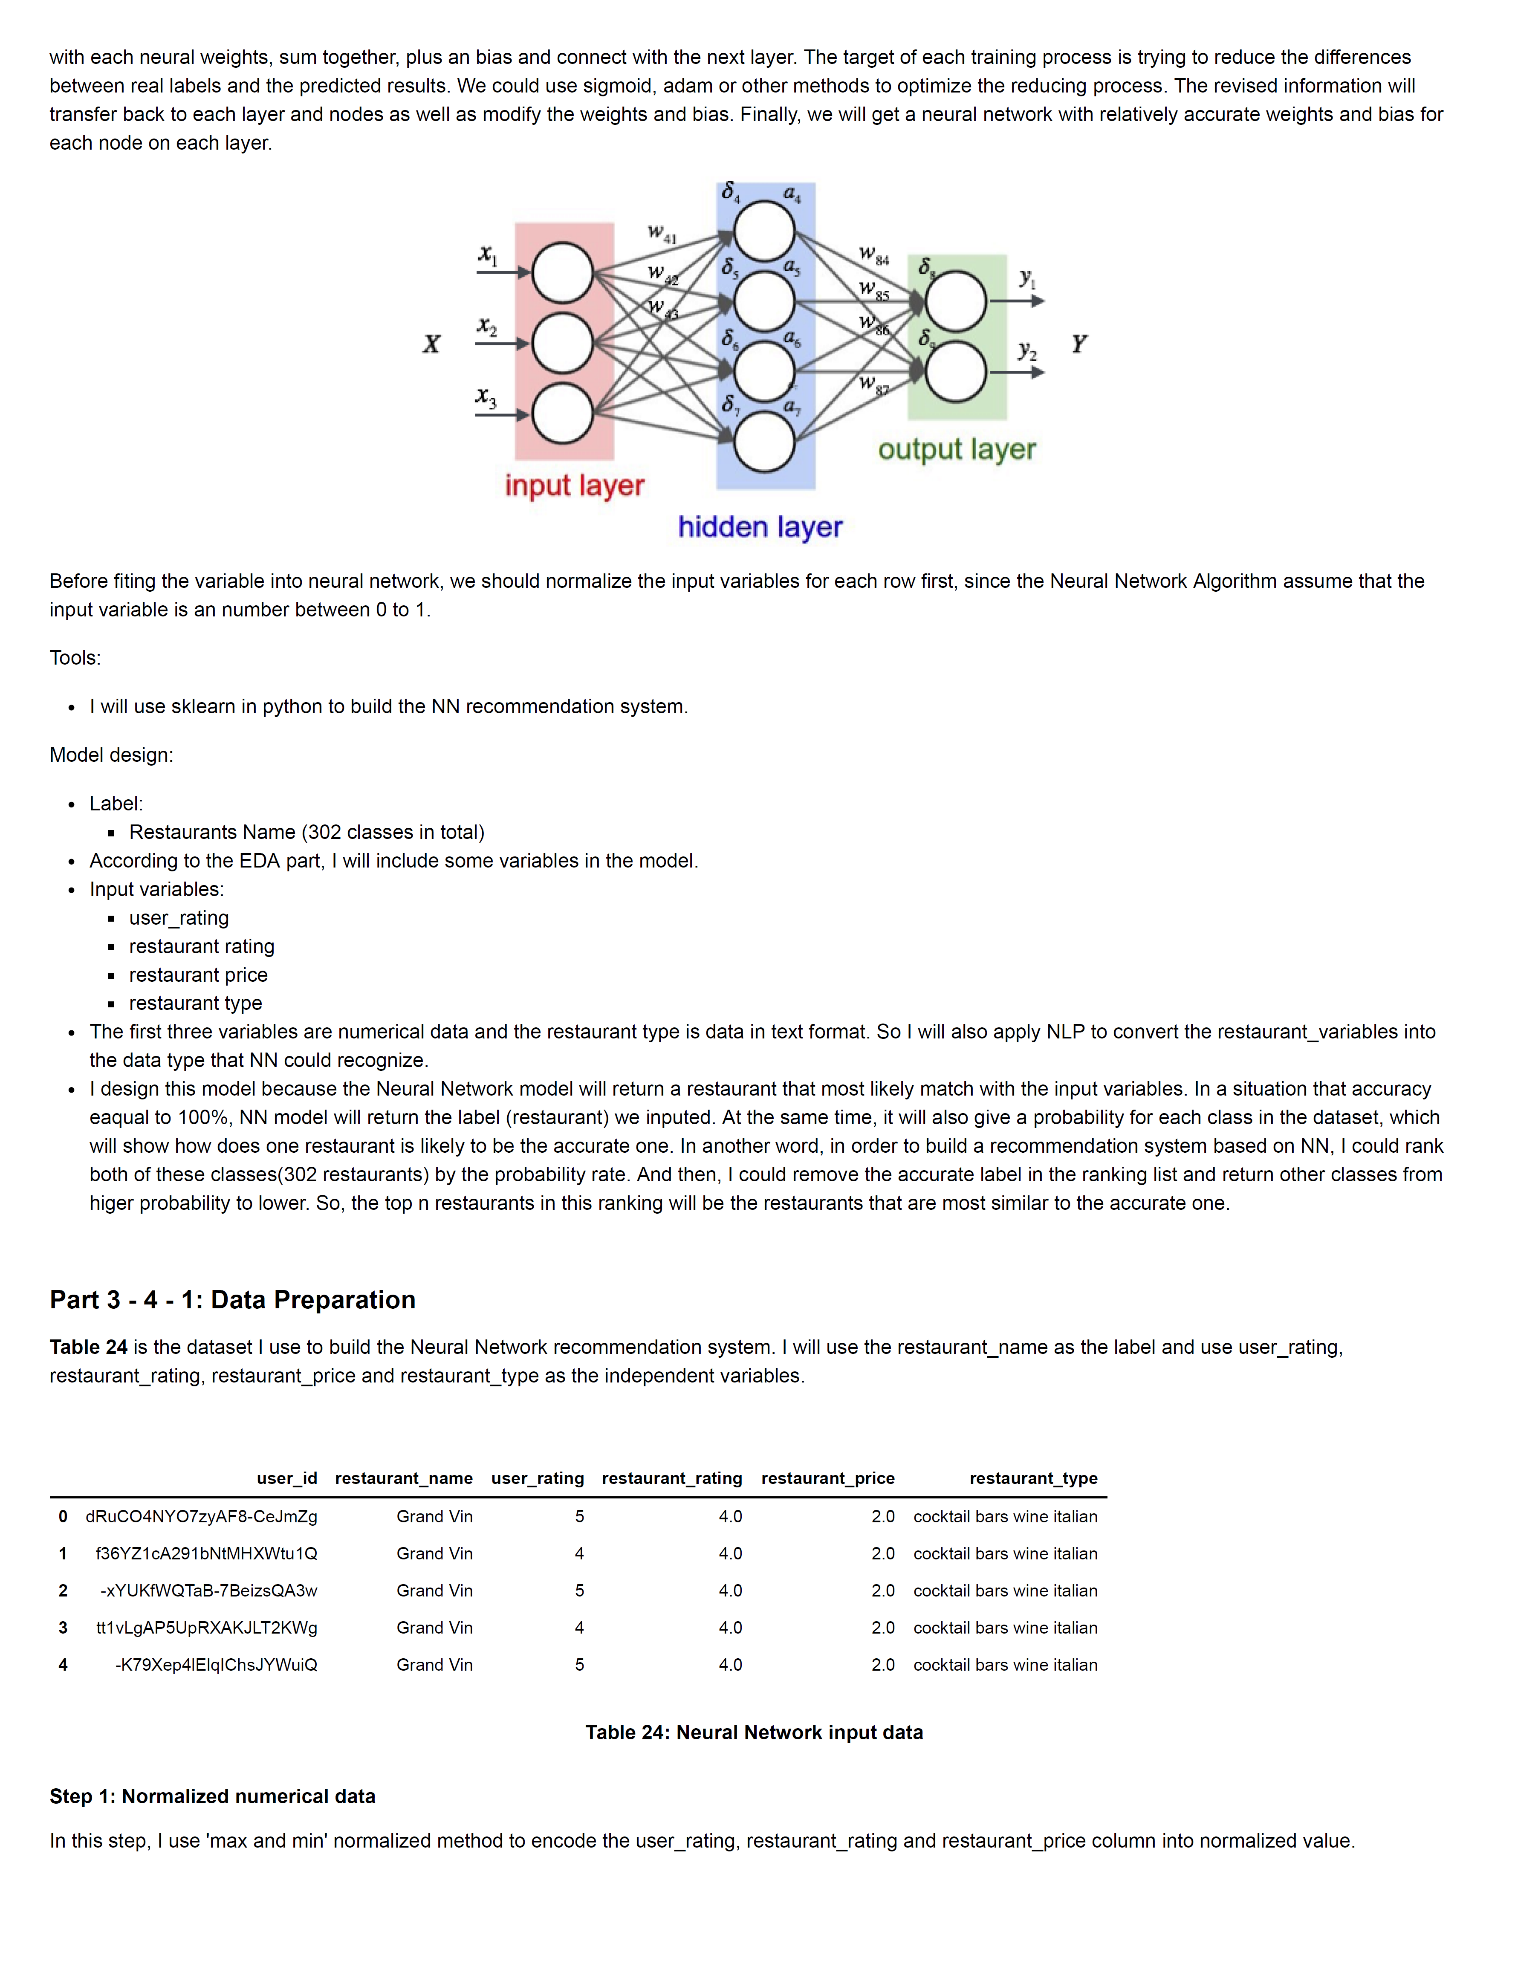 with each neural weights, sum together, plus an bias and connect with the next layer. The target of each training process is trying to reduce the differences
between real labels and the predicted results. We could use sigmoid, adam or other methods to optimize the reducing process. The revised information will
transfer back to each layer and nodes as well as modify the weights and bias. Finally, we will get a neural network with relatively accurate weights and bias for
each node on each layer.
δ4 a4
w41 w84
x1 δ5 a5 w85 δ8 y1
w42
w43
X x2 δ6 a6 w86 δ9 y2 Y
x3 δ7 a7 w87
output layer
input layer
hidden layer
Before fiting the variable into neural network, we should normalize the input variables for each row first, since the Neural Network Algorithm assume that the
input variable is an number between 0 to 1.
Tools:
• I will use sklearn in python to build the NN recommendation system.
Model design:
• Label:
▪ Restaurants Name (302 classes in total)
• According to the EDA part, I will include some variables in the model.
• Input variables:
▪ user_rating
▪ restaurant rating
▪ restaurant price
▪ restaurant type
• The first three variables are numerical data and the restaurant type is data in text format. So I will also apply NLP to convert the restaurant_variables into
the data type that NN could recognize.
• I design this model because the Neural Network model will return a restaurant that most likely match with the input variables. In a situation that accuracy
eaqual to 100%, NN model will return the label (restaurant) we inputed. At the same time, it will also give a probability for each class in the dataset, which
will show how does one restaurant is likely to be the accurate one. In another word, in order to build a recommendation system based on NN, I could rank
both of these classes(302 restaurants) by the probability rate. And then, I could remove the accurate label in the ranking list and return other classes from
higer probability to lower. So, the top n restaurants in this ranking will be the restaurants that are most similar to the accurate one.
Part 3 - 4 - 1: Data Preparation
Table 24 is the dataset I use to build the Neural Network recommendation system. I will use the restaurant_name as the label and use user_rating,
restaurant_rating, restaurant_price and restaurant_type as the independent variables.
user_id restaurant_name user_rating restaurant_rating restaurant_price restaurant_type
0 dRuCO4NYO7zyAF8-CeJmZg Grand Vin 5 4.0 2.0 cocktail bars wine italian
1 f36YZ1cA291bNtMHXWtu1Q Grand Vin 4 4.0 2.0 cocktail bars wine italian
2 -xYUKfWQTaB-7BeizsQA3w Grand Vin 5 4.0 2.0 cocktail bars wine italian
3 tt1vLgAP5UpRXAKJLT2KWg Grand Vin 4 4.0 2.0 cocktail bars wine italian
4 -K79Xep4IEIqIChsJYWuiQ Grand Vin 5 4.0 2.0 cocktail bars wine italian
Table 24: Neural Network input data
Step 1: Normalized numerical data
In this step, I use 'max and min' normalized method to encode the user_rating, restaurant_rating and restaurant_price column into normalized value.